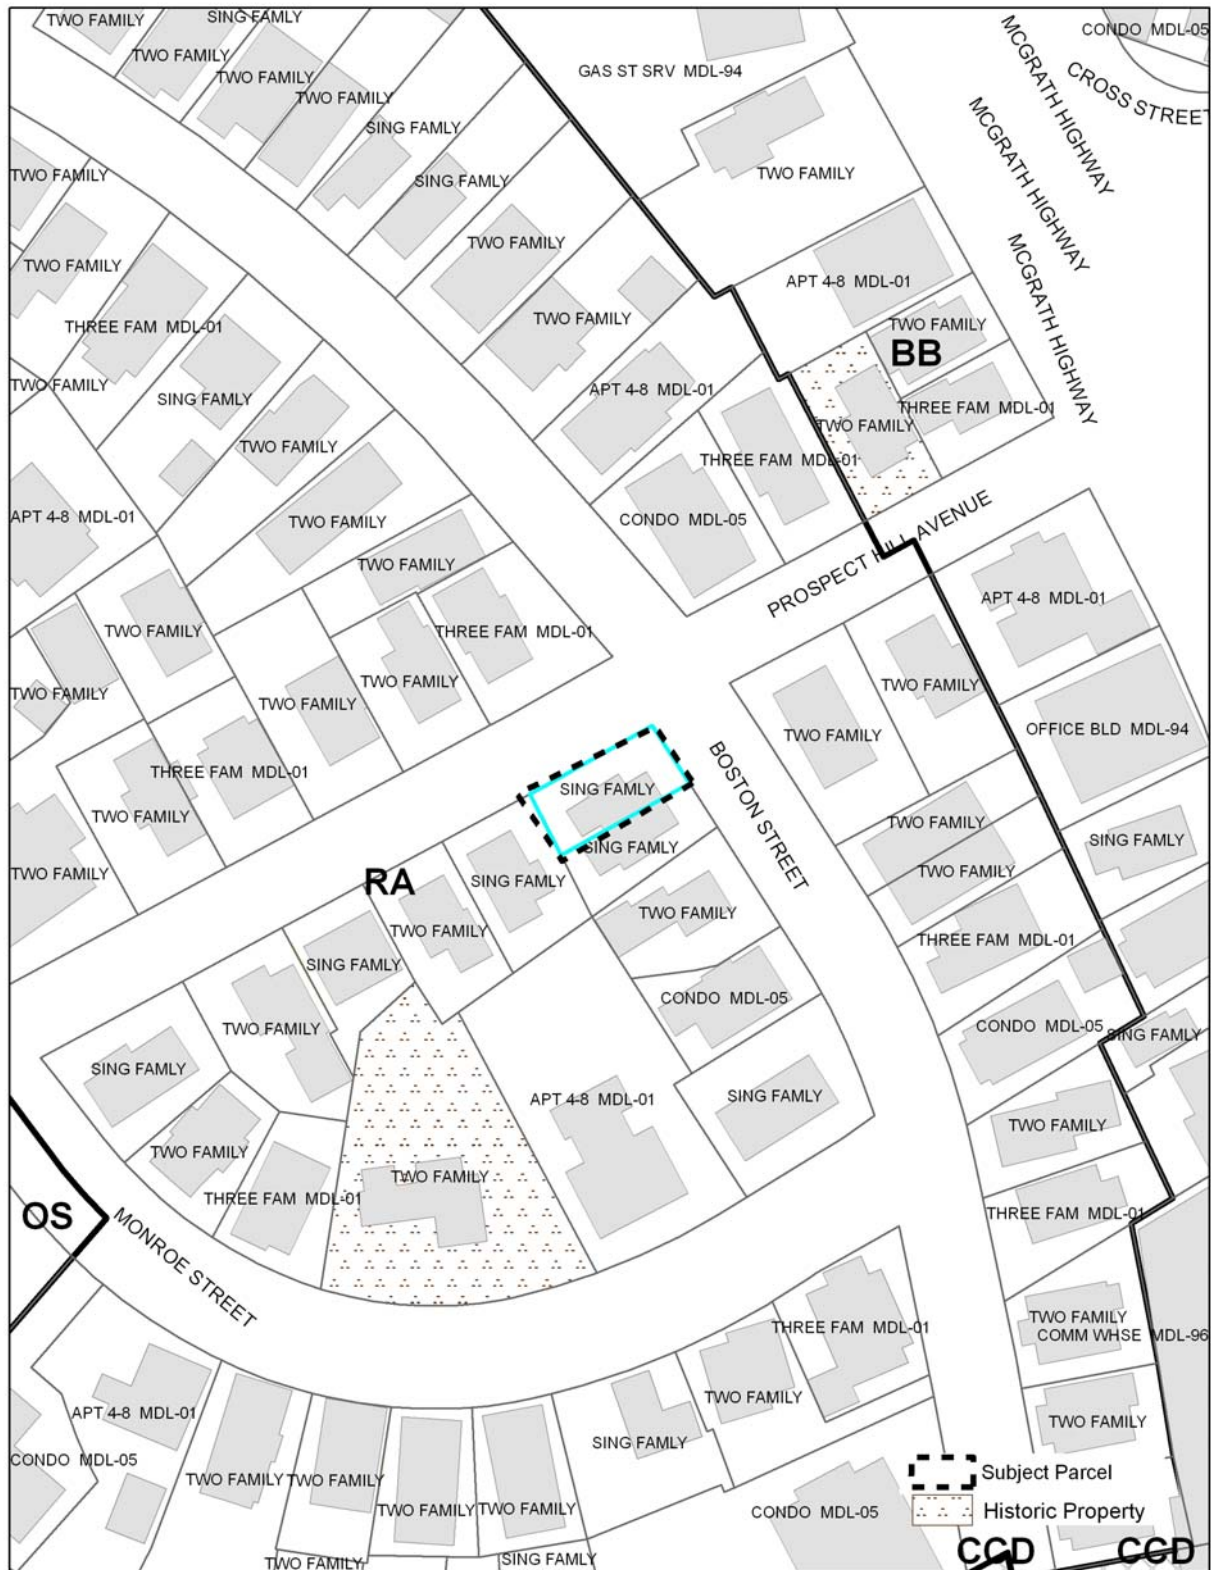 TWO FAMILY
SING FAMLY
CONDO MDL-05
TWO FAMILY
GAS ST SRV MDL-94
TWO FAMILY
MCGRATH HIGHWAY
CROSS STREET
TWO FAMILY
MCGRATH HIGHWAY
SING FAMLY
TWO FAMILY
TWO FAMILY
SING FAMLY
MCGRATH HIGHWAY
TWO FAMILY
TWO FAMILY
APT 4-8 MDL-01
THREE FAM MDL-01
TWO FAMILY
TWO FAMILY
BB
TWO FAMILY
SING FAMLY
APT 4-8 MDL-01
THREE FAM MDL-01
TWO FAMILY
TWO FAMILY
THREE FAM MDL-01
APT 4-8 MDL-01
TWO FAMILY
CONDO MDL-05
PROSPECT HILL AVENUE
TWO FAMILY
APT 4-8 MDL-01
TWO FAMILY
THREE FAM MDL-01
TWO FAMILY
TWO FAMILY
TWO FAMILY
TWO FAMILY
OFFICE BLD MDL-94
TWO FAMILY
THREE FAM MDL-01
BOSTON STREET
SING FAMLY
TWO FAMILY
TWO FAMILY
SING FAMLY
SING FAMLY
TWO FAMILY
RA
SING FAMLY
TWO FAMILY
TWO FAMILY
TWO FAMILY
THREE FAM MDL-01
SING FAMLY
CONDO MDL-05
TWO FAMILY
CONDO MDL-05
SING FAMLY
SING FAMLY
APT 4-8 MDL-01
SING FAMLY
TWO FAMILY
TWO FAMILY
TWO FAMILY
THREE FAM MDL-01
THREE FAM MDL-01
OS
MONROE STREET
TWO FAMILY
THREE FAM MDL-01
COMM WHSE MDL-96
TWO FAMILY
APT 4-8 MDL-01
TWO FAMILY
SING FAMLY
CONDO MDL-05
TWO FAMILY
TWO FAMILY
Subject Parcel
TWO FAMILY
TWO FAMILY
CONDO MDL-05
Historic Property
TWO FAMILY
SING FAMLY
CCD
CCD